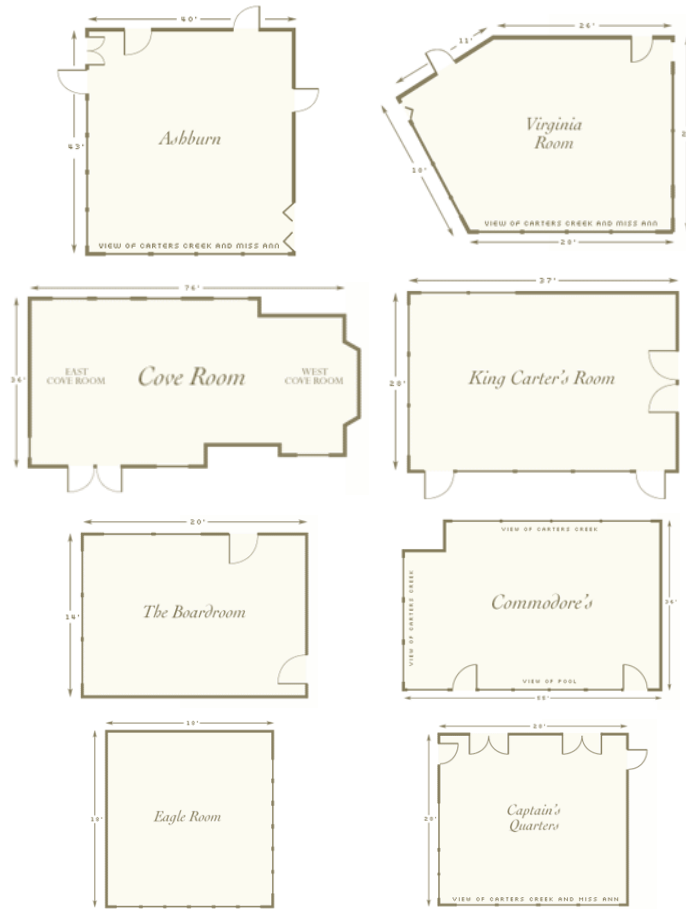 40'
43'
Ashburn
VIEW OF CARTERS CREEK AND MISS ANN
26'
11'
Virginia
Room
VIEW OF CARTERS CREEK AND MISS ANN
76'
EAST
COVE ROOM
Cove Room
WEST
COVE ROOM
37'
King Carter's Room
20'
The Boardroom
14'
VIEW OF CARTERS CREEK
VIEW OF CARTERS CREEK
Commodore's
VIEW OF POOL
Eagle Room
Captain's
Quarters
VIEW OF CARTERS CREEK AND MISS ANN